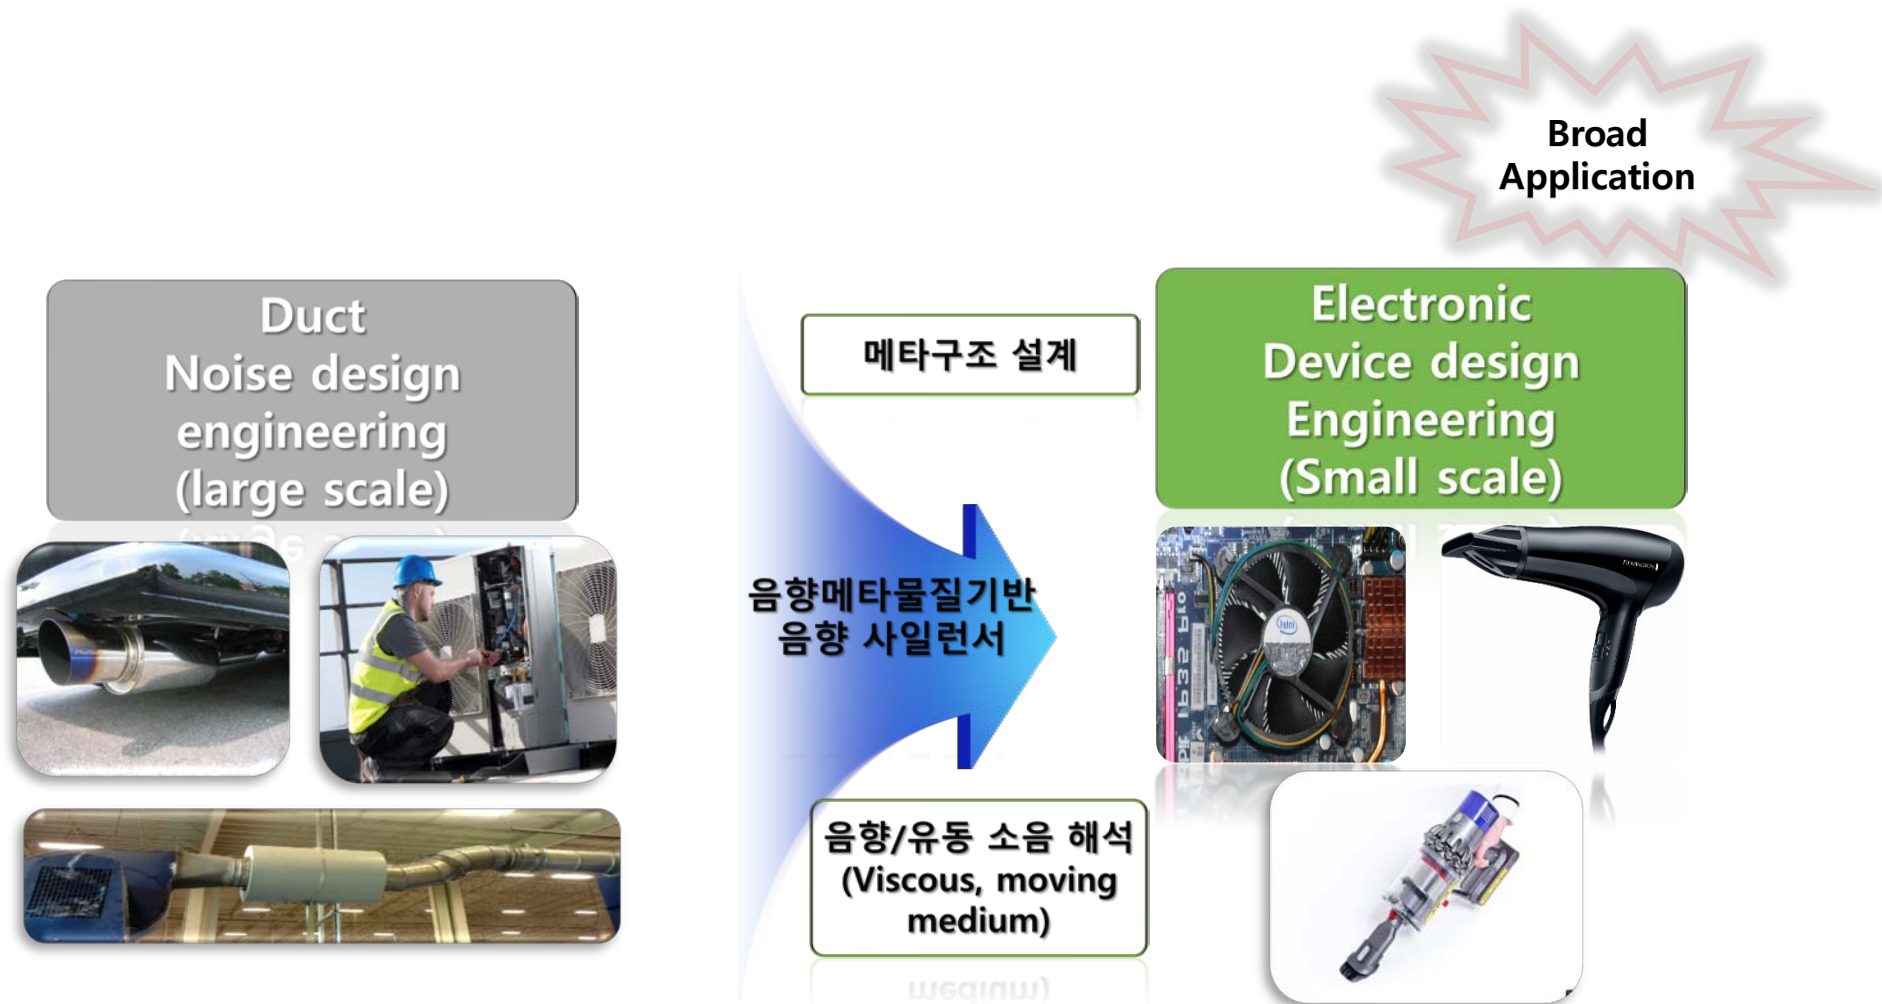 Broad
Application
Duct
Noise design
engineering
(large scale)
메타구조 설계
Electronic
Device design
Engineering
(Small scale)
음향메타물질기반
음향 사일런서
음향/유동 소음 해석
(Viscous, moving
medium)
intel
REMINGTON